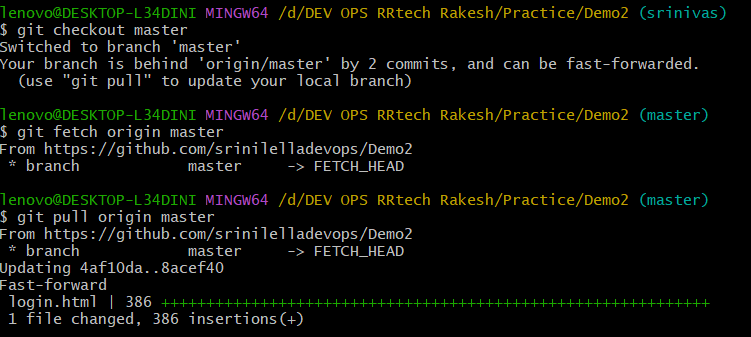 lenovo@DESKTOP-L34DINI MINGW64 /d/DEV OPS RRtech Rakesh/Practice/Demo2 (srinivas)
$ git checkout master
Switched to branch 'master'
Your branch is behind 'origin/master' by 2 commits, and can be fast-forwarded.
  (use "git pull" to update your local branch)

lenovo@DESKTOP-L34DINI MINGW64 /d/DEV OPS RRtech Rakesh/Practice/Demo2 (master)
$ git fetch origin master
From https://github.com/srinilelladevops/Demo2
 * branch            master     -> FETCH_HEAD

lenovo@DESKTOP-L34DINI MINGW64 /d/DEV OPS RRtech Rakesh/Practice/Demo2 (master)
$ git pull origin master
From https://github.com/srinilelladevops/Demo2
 * branch            master     -> FETCH_HEAD
Updating 4af10da..8acef40
Fast-forward
 login.html | 386 +++++++++++++++++++++++++++++++++++++++++++++++++++++++++++++
 1 file changed, 386 insertions(+)